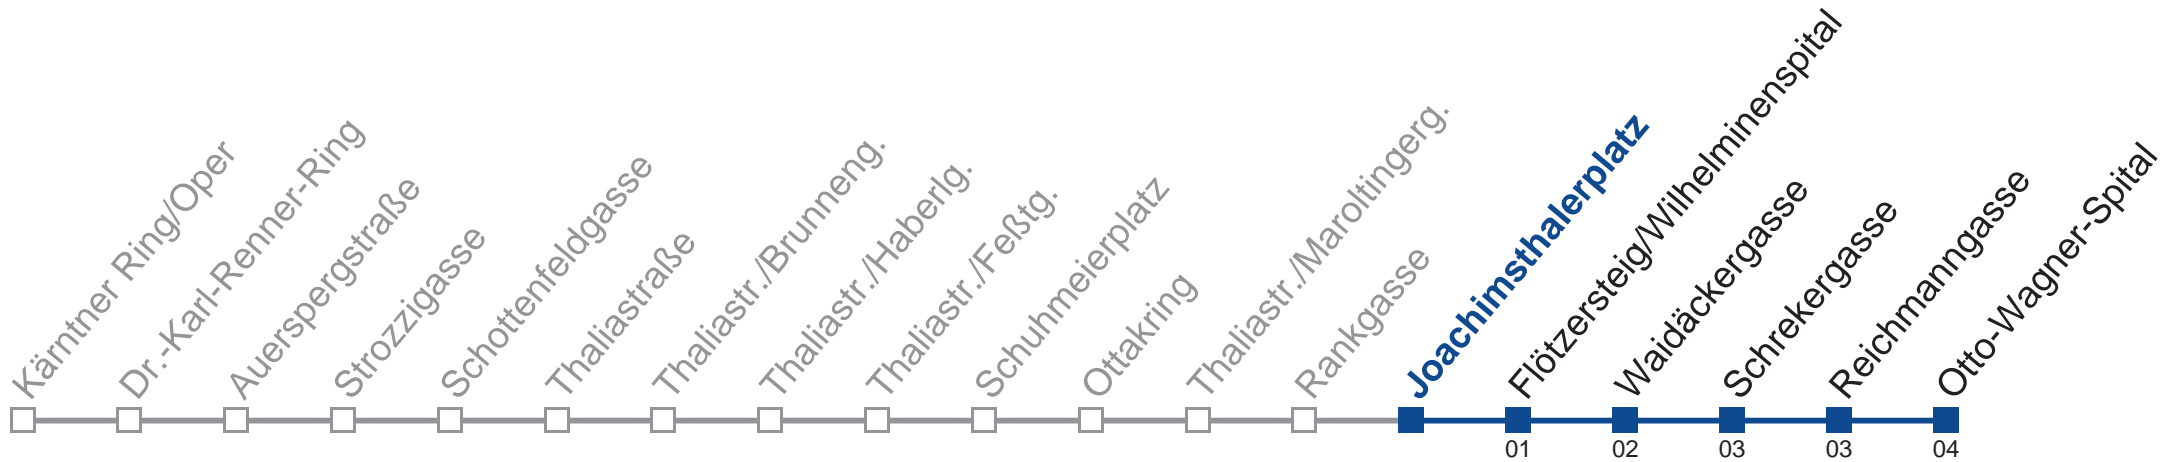 Kärntner Ring/Oper
Dr.-Karl-Renner-Ring
Auerspergstraße
Strozzigasse
Schottenfeldgasse
Thaliastraße
Thaliastr./Brunneng.
Thaliastr./Haberlg.
Thaliastr./Feßtg.
Schuhmeierplatz
Ottakring
Thaliastr./Maroltingerg.
Rankgasse
Joachimsthalerplatz
Flötzersteig/Wilhelminenspital
Waidäckergasse
Schrekergasse
Reichmanngasse
Otto-Wagner-Spital
01 02 03 03 04